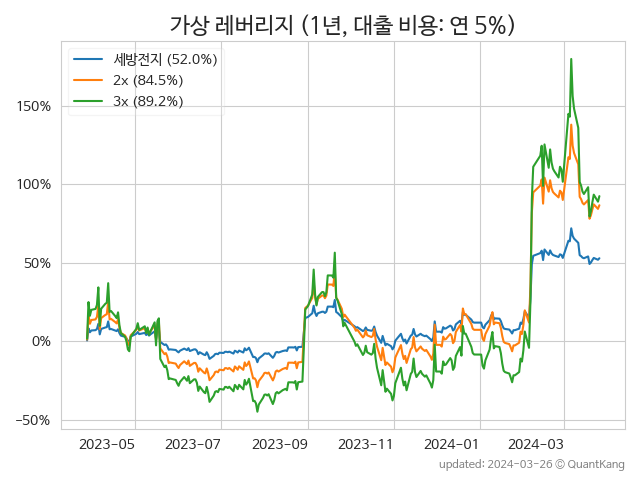 가상 레버리지 (1년, 대출 비용: 연 5%)
세방전지 (52.0%)
2x (84.5%)
3x (89.2%)
150%
100%
50%
0%
−50%
2023-05 2023-07 2023-09 2023-11 2024-01 2024-03
updated: 2024-03-26 © QuantKang